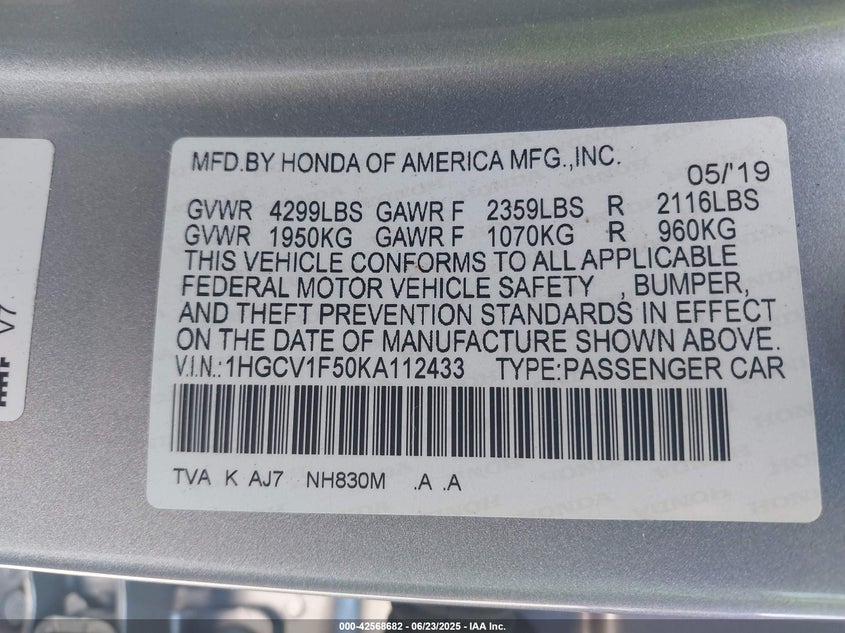 MFD.BY HONDA OF AMERICA MFG.,INC.
05/'19
GVWR 4299LBS GAWR F 2359LBS R 2116LBS
GVWR 1950KG GAWR F 1070KG R 960KG
THIS VEHICLE CONFORMS TO ALL APPLICABLE
FEDERAL MOTOR VEHICLE SAFETY , BUMPER,
AND THEFT PREVENTION STANDARDS IN EFFECT
ON THE DATE OF MANUFACTURE SHOWN ABOVE.
V.I.N.:1HGCV1F50KA112433 TYPE:PASSENGER CAR
TVA K AJ7 NH830M .A .A
V7
000-42568682 - 06/23/2025 - IAA Inc.